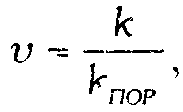 υ = k / k_ПОР,